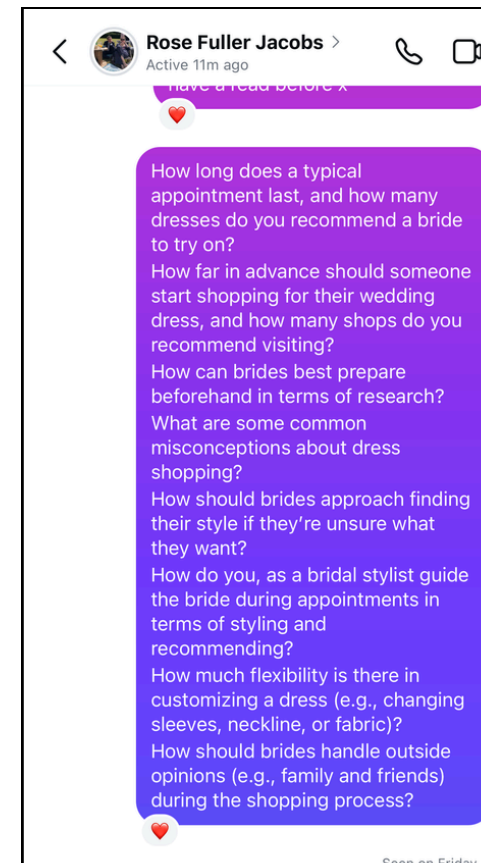 Rose Fuller Jacobs
Active 11m ago
have a read before x
How long does a typical
appointment last, and how many
dresses do you recommend a bride
to try on?
How far in advance should someone
start shopping for their wedding
dress, and how many shops do you
recommend visiting?
How can brides best prepare
beforehand in terms of research?
What are some common
misconceptions about dress
shopping?
How should brides approach finding
their style if they’re unsure what
they want?
How do you, as a bridal stylist guide
the bride during appointments in
terms of styling and
recommending?
How much flexibility is there in
customizing a dress (e.g., changing
sleeves, neckline, or fabric)?
How should brides handle outside
opinions (e.g., family and friends)
during the shopping process?
Seen on Friday